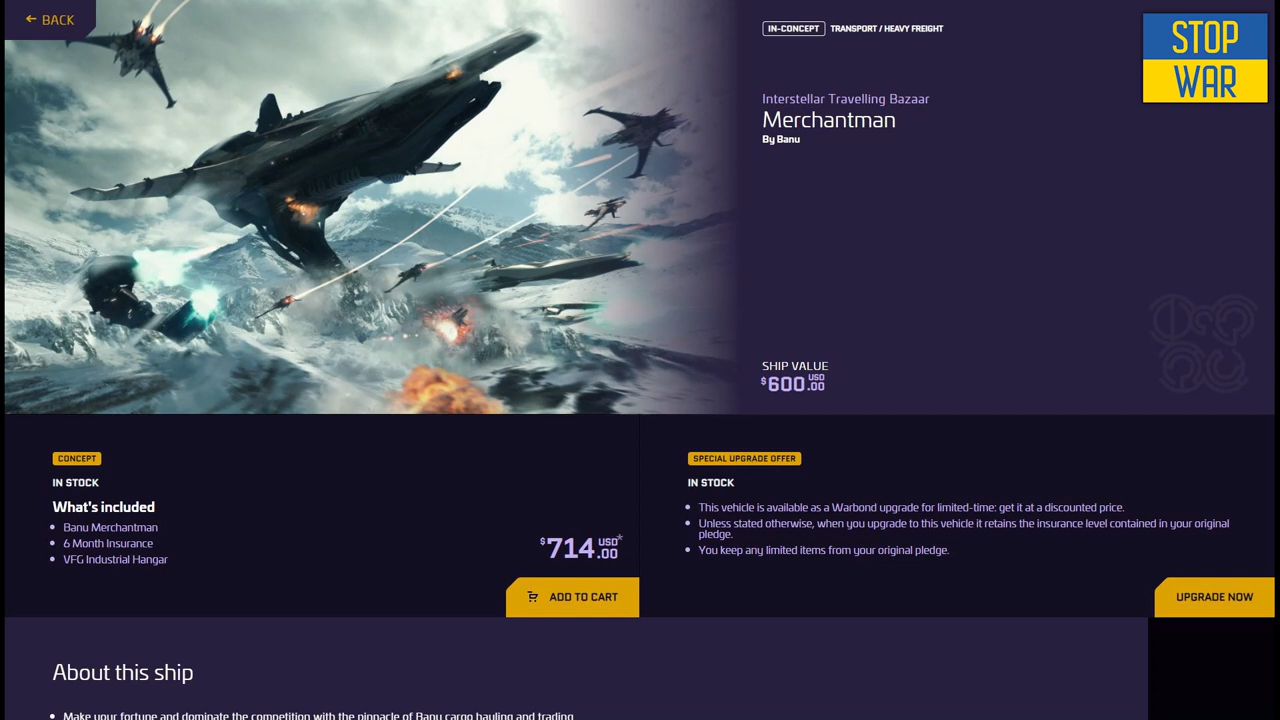 BACK
IN-CONCEPT TRANSPORT / HEAVY FREIGHT
STOP
WAR
Interstellar Travelling Bazaar
Merchantman
By Banu
SHIP VALUE
$600 USD .00
CONCEPT
IN STOCK
What's included
Banu Merchantman
6 Month Insurance
VFG Industrial Hangar
$714 USD* .00
ADD TO CART
SPECIAL UPGRADE OFFER
IN STOCK
This vehicle is available as a Warbond upgrade for limited-time: get it at a discounted price.
Unless stated otherwise, when you upgrade to this vehicle it retains the insurance level contained in your original
pledge.
You keep any limited items from your original pledge.
UPGRADE NOW
About this ship
Make your fortune and dominate the competition with the pinnacle of Banu cargo hauling and trading